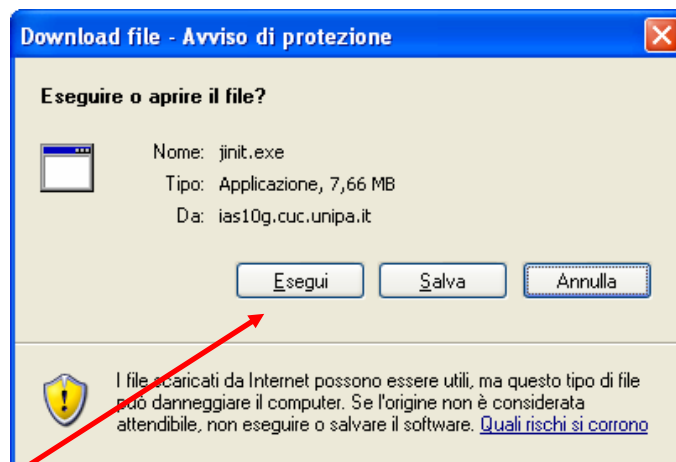 Download file - Avviso di protezione
Eseguire o aprire il file?
Nome: jinit.exe
Tipo: Applicazione, 7,66 MB
Da: ias10g.cuc.unipa.it
Esegui Salva Annulla
I file scaricati da Internet possono essere utili, ma questo tipo di file
può danneggiare il computer. Se l'origine non è considerata
attendibile, non eseguire o salvare il software. Quali rischi si corrono